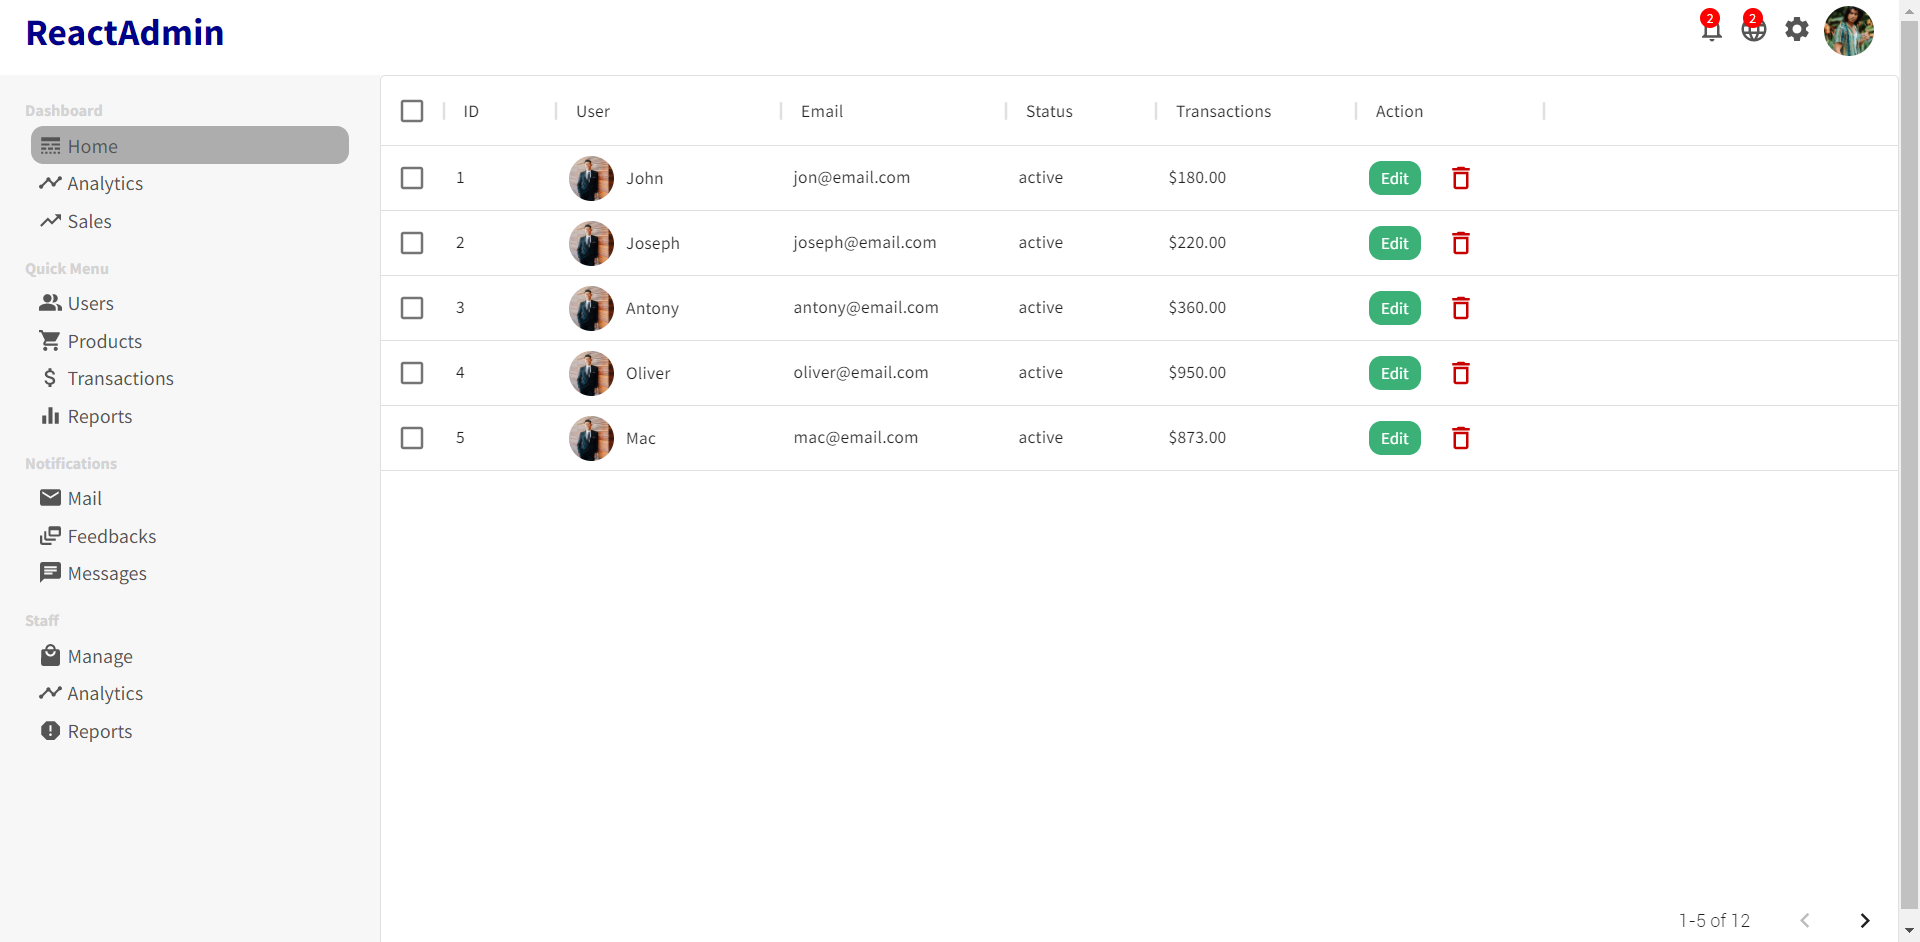 ReactAdmin
2
2
Dashboard
Home
Analytics
Sales
Quick Menu
Users
Products
Transactions
Reports
Notifications
Mail
Feedbacks
Messages
Staff
Manage
Analytics
Reports
ID User Email Status Transactions Action
1 John jon@email.com active $180.00 Edit
2 Joseph joseph@email.com active $220.00 Edit
3 Antony antony@email.com active $360.00 Edit
4 Oliver oliver@email.com active $950.00 Edit
5 Mac mac@email.com active $873.00 Edit
1-5 of 12